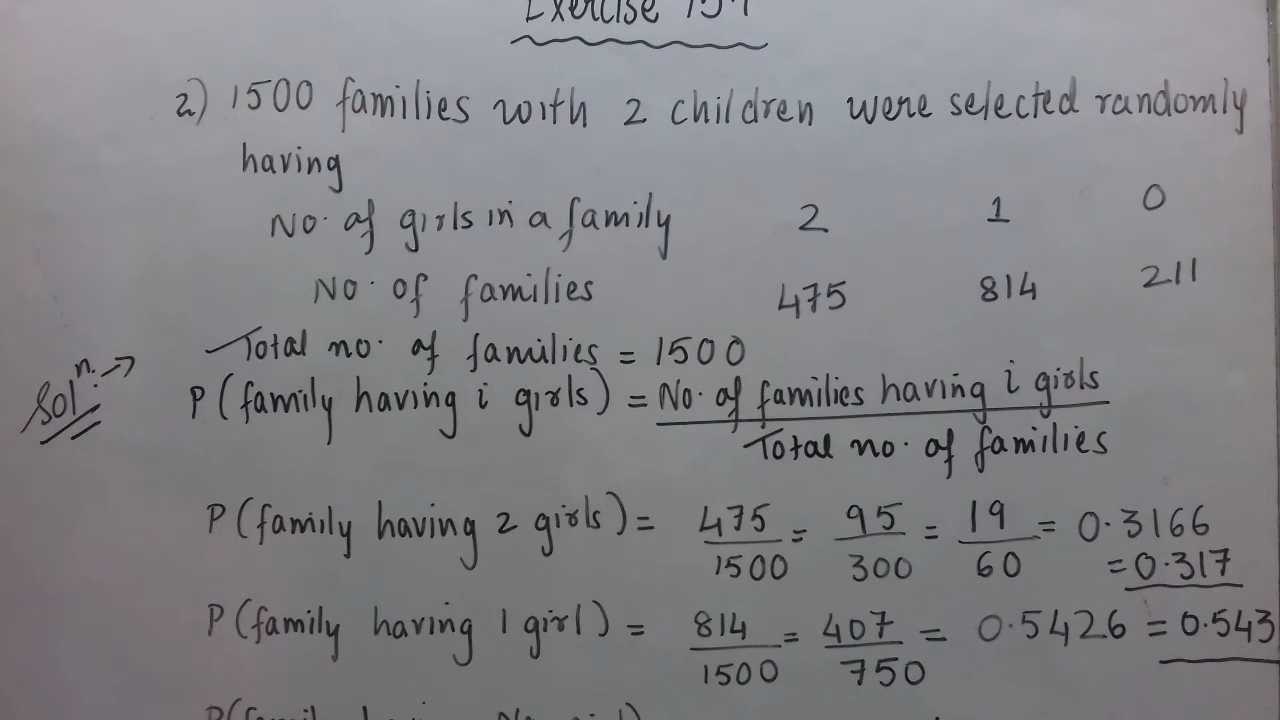 Exercise 15.1
2) 1500 families with 2 children were selected randomly
having
No. of girls in a family 2 1 0
No. of families 475 814 211
Total no. of families = 1500
Solⁿ. → P (family having i girls) = No. of families having i girls / Total no. of families
P (family having 2 girls) = 475/1500 = 95/300 = 19/60 = 0.3166
= 0.317
P (family having 1 girl) = 814/1500 = 407/750 = 0.5426 = 0.543